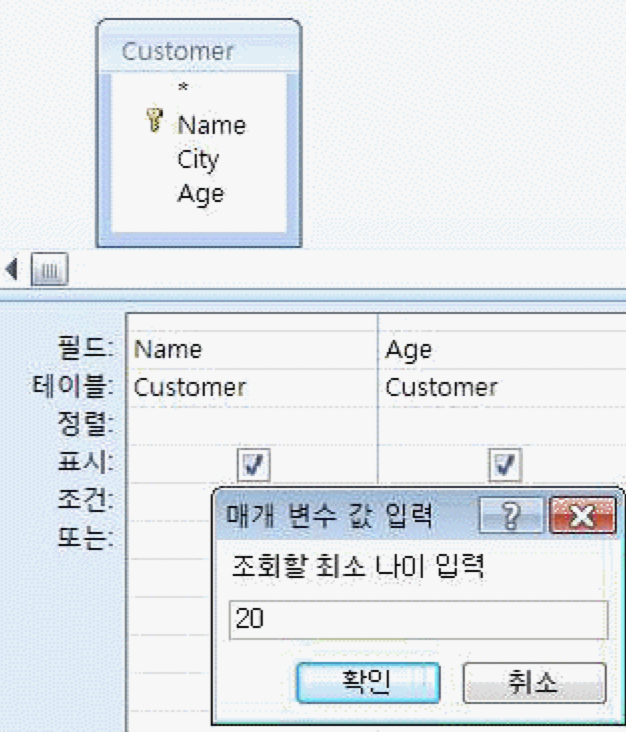 Customer
*
Name
City
Age
필드: Name Age
테이블: Customer Customer
정렬:
표시:
조건:
또는:
매개 변수 값 입력
조회할 최소 나이 입력
20
확인 취소